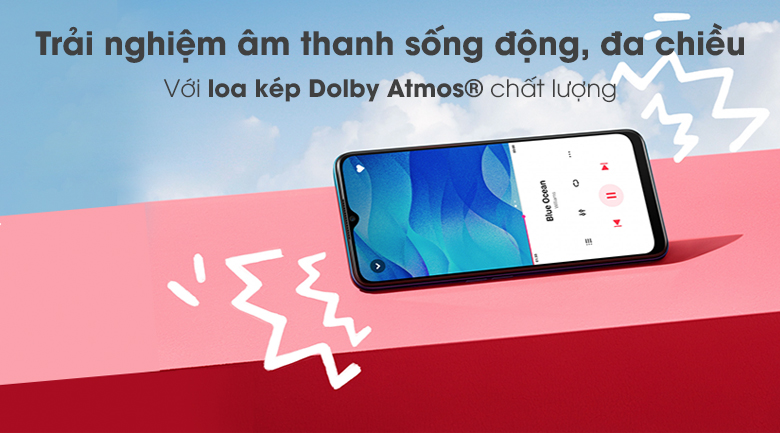 Trải nghiệm âm thanh sống động, đa chiều
Với loa kép Dolby Atmos® chất lượng
Blue Ocean